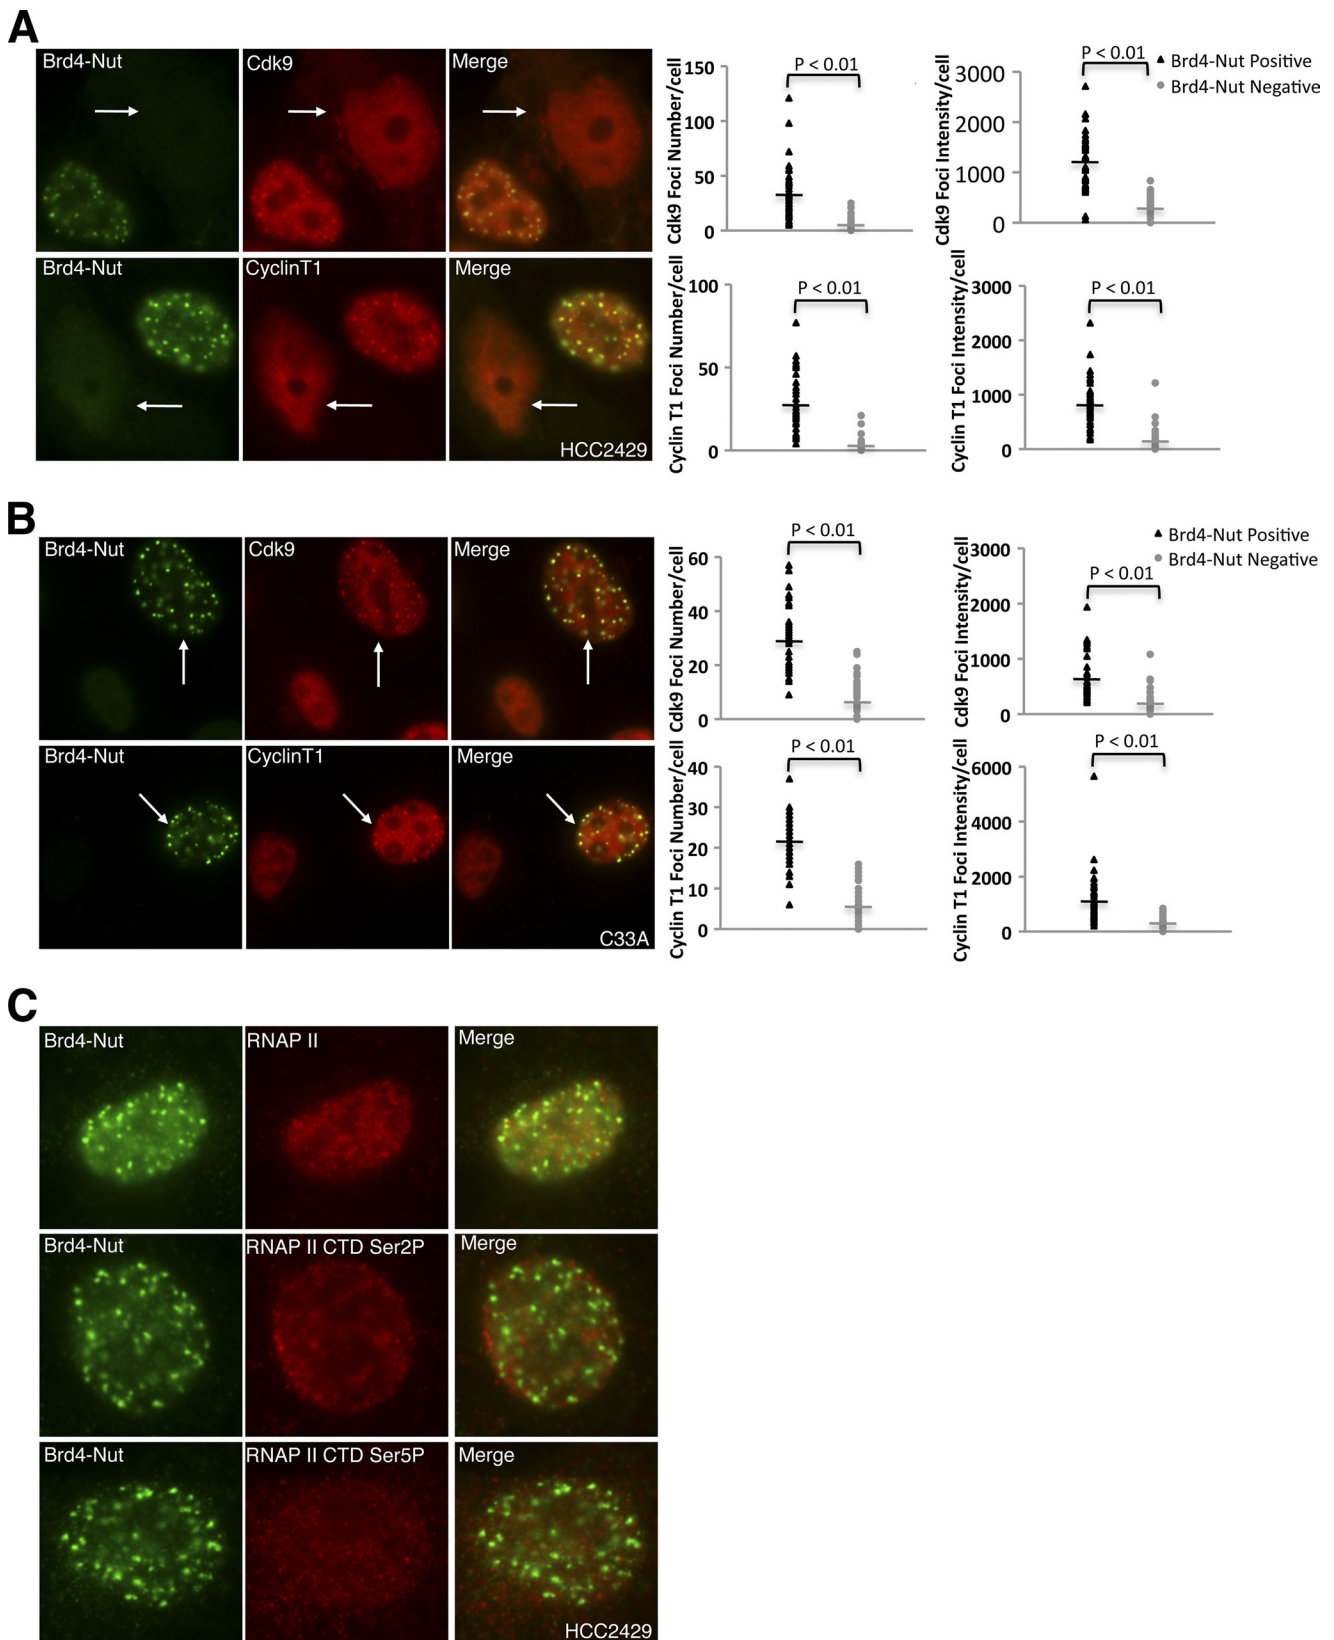 A
Brd4-Nut
Cdk9
Merge
Brd4-Nut
CyclinT1
Merge
HCC2429
Cdk9 Foci Number/cell
150
100
50
0
P < 0.01
Cdk9 Foci Intensity/cell
3000
2000
1000
0
P < 0.01
Brd4-Nut Positive
Brd4-Nut Negative
Cyclin T1 Foci Number/cell
100
50
0
P < 0.01
Cyclin T1 Foci Intensity/cell
3000
2000
1000
0
P < 0.01
B
Brd4-Nut
Cdk9
Merge
Brd4-Nut
CyclinT1
Merge
C33A
Cdk9 Foci Number/cell
60
40
20
0
P < 0.01
Cdk9 Foci Intensity/cell
3000
2000
1000
0
P < 0.01
Brd4-Nut Positive
Brd4-Nut Negative
Cyclin T1 Foci Number/cell
40
30
20
10
0
P < 0.01
Cyclin T1 Foci Intensity/cell
6000
4000
2000
0
P < 0.01
C
Brd4-Nut
RNAP II
Merge
Brd4-Nut
RNAP II CTD Ser2P
Merge
Brd4-Nut
RNAP II CTD Ser5P
Merge
HCC2429